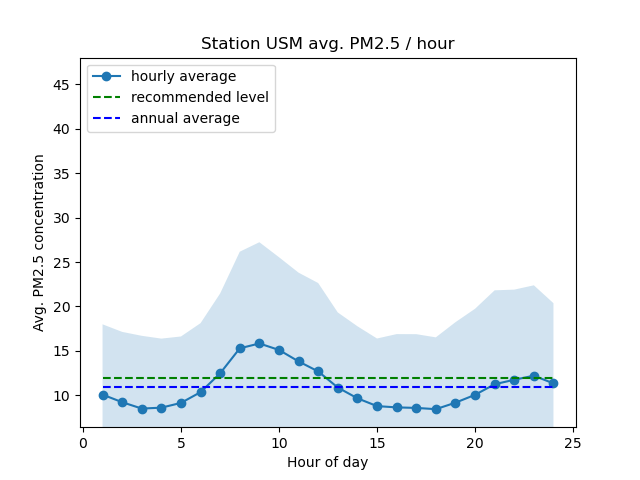 Station USM avg. PM2.5 / hour
hourly average
recommended level
annual average
Avg. PM2.5 concentration
45
40
35
30
25
20
15
10
0
5
10
15
20
25
Hour of day